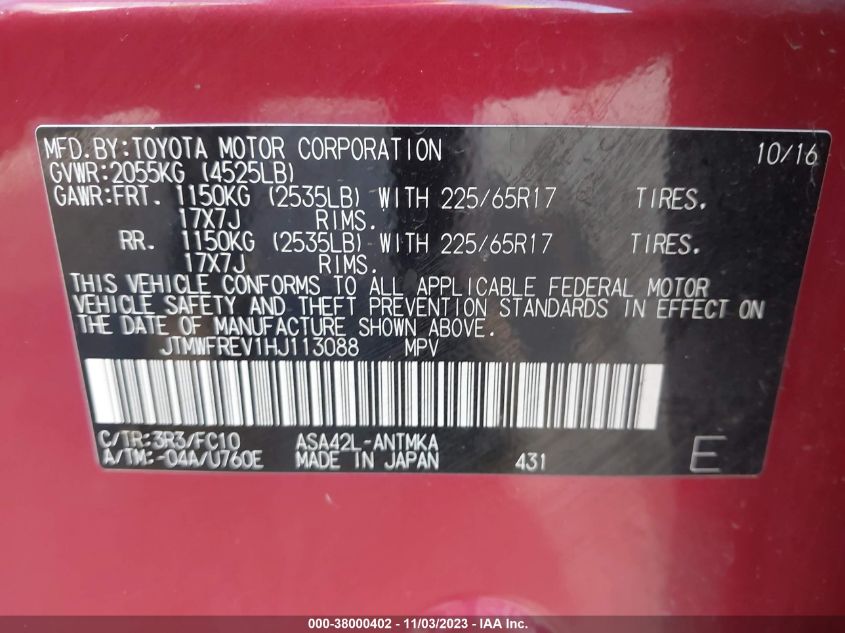 MFD.BY:TOYOTA MOTOR CORPORATION 10/16
GVWR:2055KG (4525LB)
GAWR:FRT. 1150KG (2535LB) WITH 225/65R17 TIRES.
17X7J RIMS.
RR. 1150KG (2535LB) WITH 225/65R17 TIRES.
17X7J RIMS.
THIS VEHICLE CONFORMS TO ALL APPLICABLE FEDERAL MOTOR
VEHICLE SAFETY AND THEFT PREVENTION STANDARDS IN EFFECT ON
THE DATE OF MANUFACTURE SHOWN ABOVE.
JTMWFREV1HJ113088 MPV
C/TR:3R3/FC10 ASA42L-ANTMKA
A/TM:-04A/U760E MADE IN JAPAN 431 E
000-38000402 - 11/03/2023 - IAA Inc.